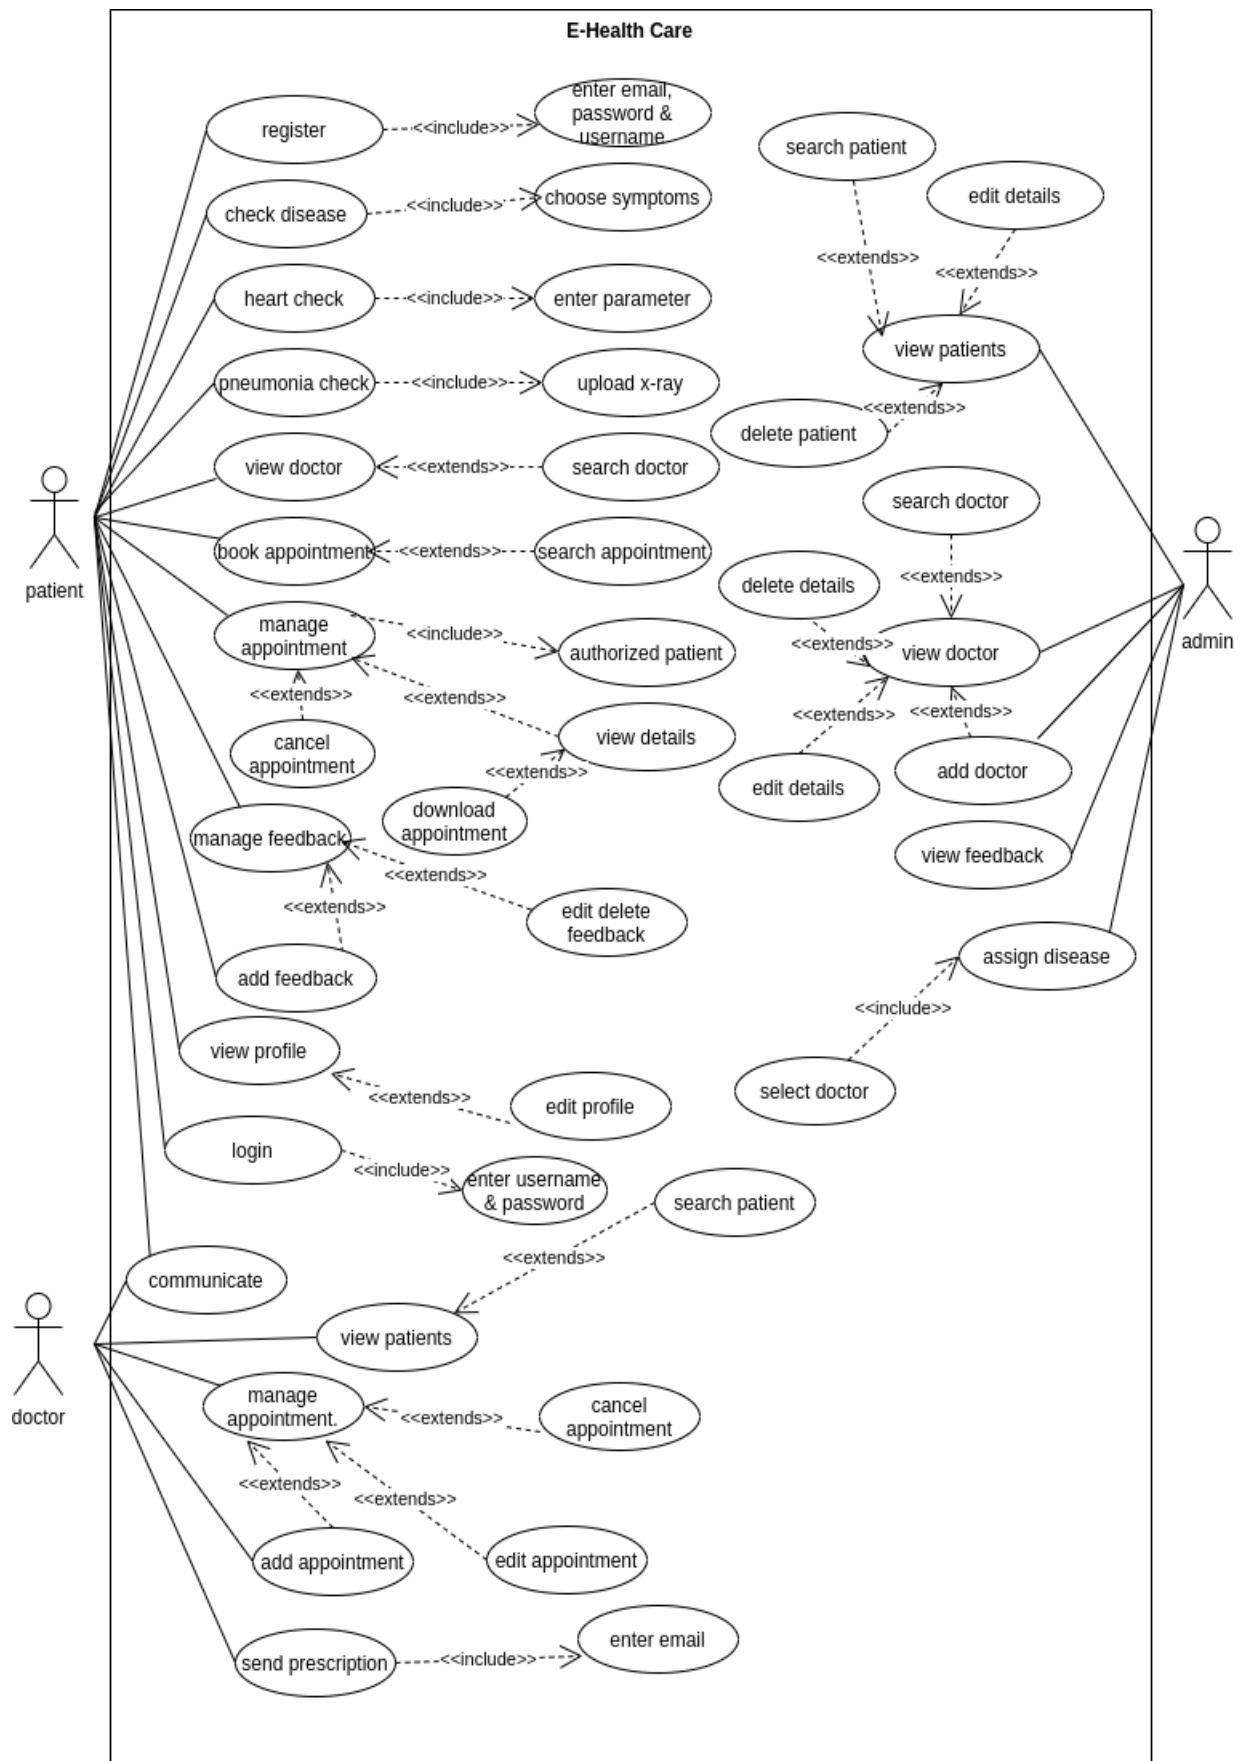 E-Health Care
enter email,
password &
username
register
<<include>>
search patient
edit details
check disease
<<include>>
choose symptoms
<<extends>>
<<extends>>
heart check
<<include>>
enter parameter
view patients
pneumonia check
<<include>>
upload x-ray
<<extends>>
delete patient
view doctor
<<extends>>
search doctor
search doctor
patient
book appointment
<<extends>>
search appointment
<<extends>>
delete details
admin
manage
appointment
<<include>>
authorized patient
<<extends>>
view doctor
<<extends>>
<<extends>>
view details
<<extends>>
<<extends>>
cancel
appointment
<<extends>>
edit details
add doctor
download
appointment
manage feedback
<<extends>>
view feedback
<<extends>>
edit delete
feedback
add feedback
assign disease
<<include>>
view profile
<<extends>>
edit profile
select doctor
login
<<include>>
enter username
& password
search patient
<<extends>>
communicate
view patients
doctor
manage
appointment.
<<extends>>
cancel
appointment
<<extends>>
<<extends>>
add appointment
edit appointment
send prescription
<<include>>
enter email